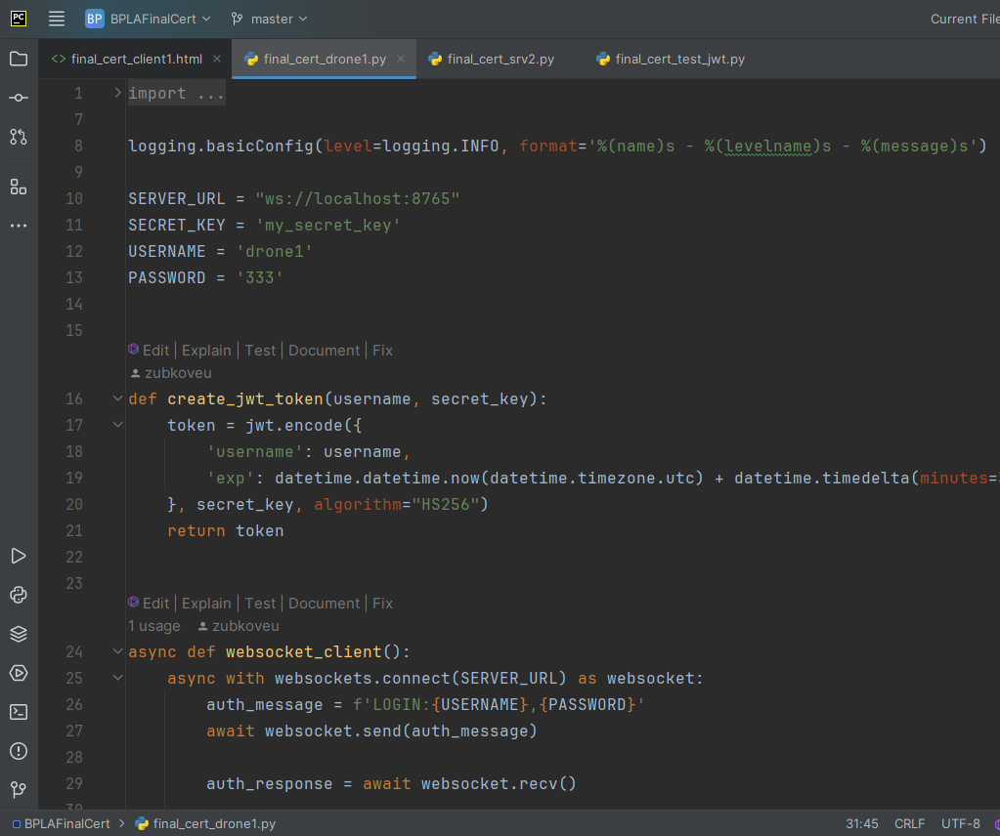 PC
BP BPLAFinalCert master Current File
<> final_cert_client1.html × final_cert_drone1.py × final_cert_srv2.py final_cert_test_jwt.py
1 import ...
7
8 logging.basicConfig(level=logging.INFO, format='%(name)s - %(levelname)s - %(message)s')
9
10 SERVER_URL = "ws://localhost:8765"
11 SECRET_KEY = 'my_secret_key'
12 USERNAME = 'drone1'
13 PASSWORD = '333'
14
15
Edit | Explain | Test | Document | Fix
zubkoveu
16 def create_jwt_token(username, secret_key):
17 token = jwt.encode({
18 'username': username,
19 'exp': datetime.datetime.now(datetime.timezone.utc) + datetime.timedelta(minutes=
20 }, secret_key, algorithm="HS256")
21 return token
22
23
Edit | Explain | Test | Document | Fix
1 usage zubkoveu
24 async def websocket_client():
25 async with websockets.connect(SERVER_URL) as websocket:
26 auth_message = f'LOGIN:{USERNAME},{PASSWORD}'
27 await websocket.send(auth_message)
28
29 auth_response = await websocket.recv()
30
BPLAFinalCert > final_cert_drone1.py 31:45 CRLF UTF-8